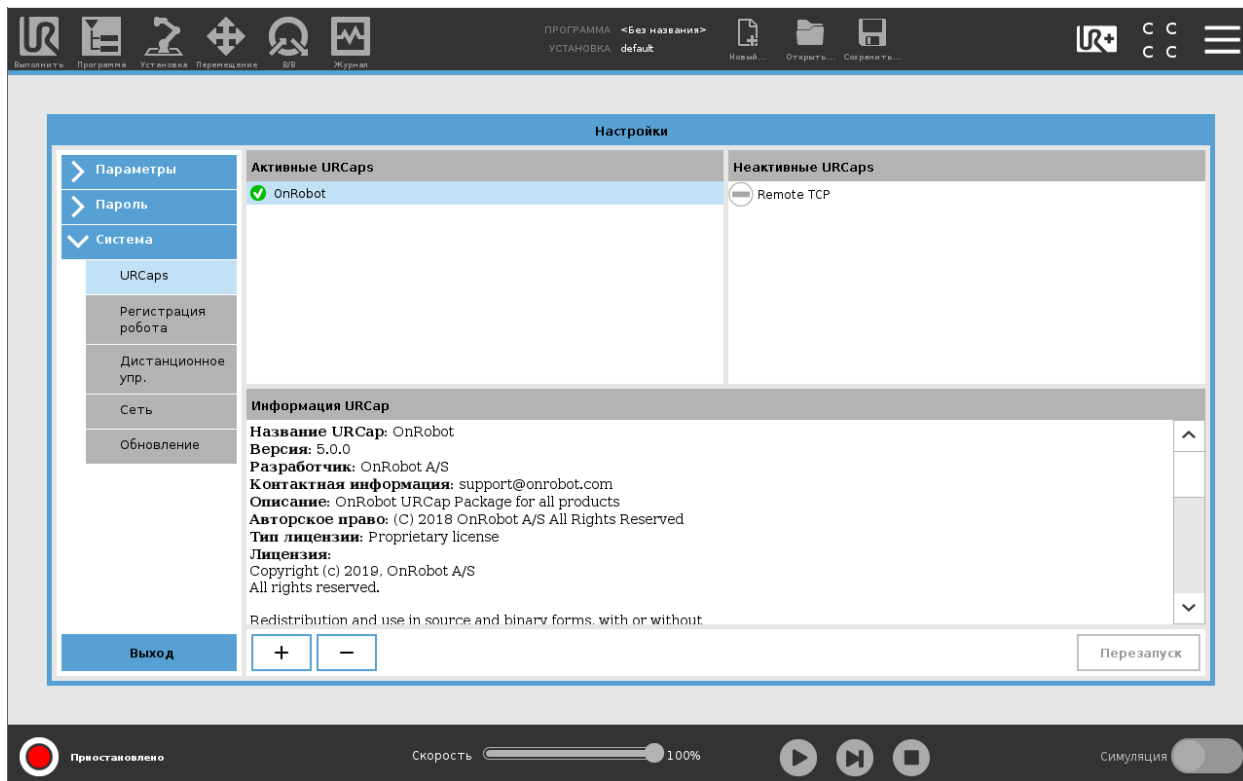 ПРОГРАММА <Без названия>
УСТАНОВКА default
UR
UR+
C C
C C
Выполнить Программа Установка Перемещение В/В Журнал Новый... Открыть... Сохранить...
Настройки
Параметры
Пароль
Система
URCaps
Регистрация
робота
Дистанционное
упр.
Сеть
Обновление
Выход
Активные URCaps
OnRobot
Неактивные URCaps
Remote TCP
Информация URCap
Название URCap: OnRobot
Версия: 5.0.0
Разработчик: OnRobot A/S
Контактная информация: support@onrobot.com
Описание: OnRobot URCap Package for all products
Авторское право: (C) 2018 OnRobot A/S All Rights Reserved
Тип лицензии: Proprietary license
Лицензия:
Copyright (c) 2019, OnRobot A/S
All rights reserved.
Redistribution and use in source and binary forms, with or without
+ −
Перезапуск
Приостановлено
Скорость 100%
Симуляция